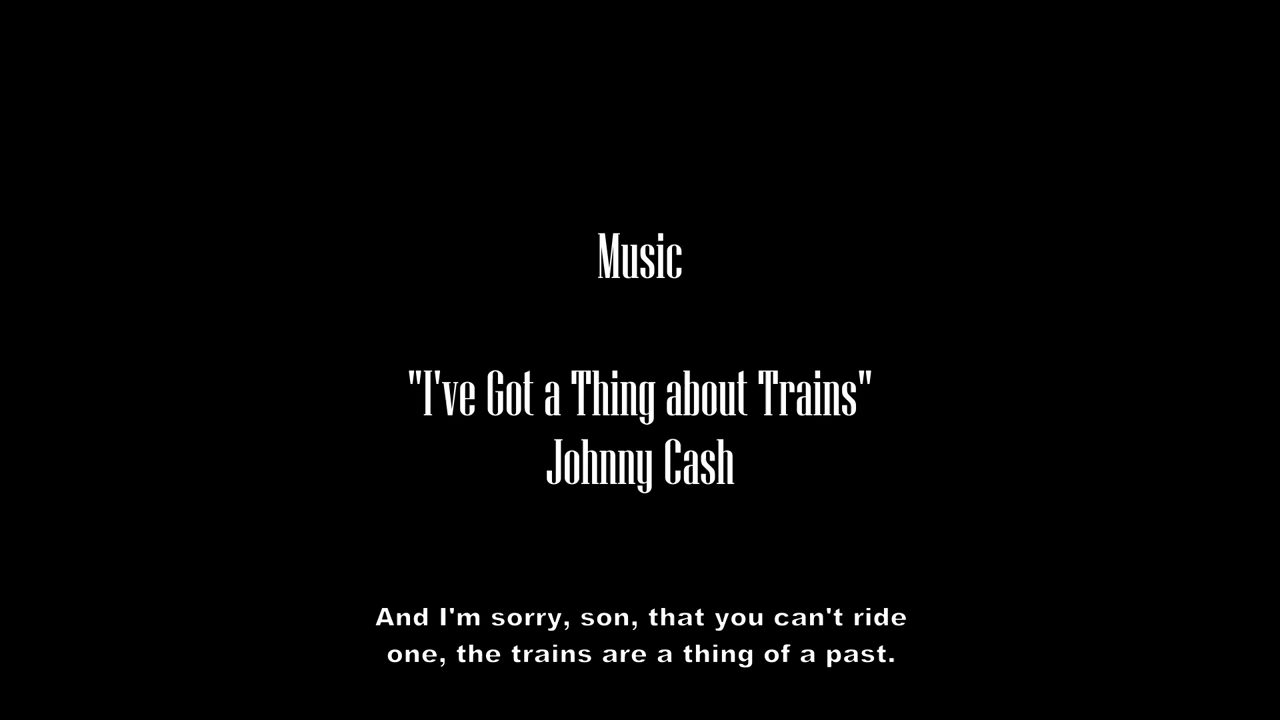 Music
"I've Got a Thing about Trains"
Johnny Cash
And I'm sorry, son, that you can't ride
one, the trains are a thing of a past.